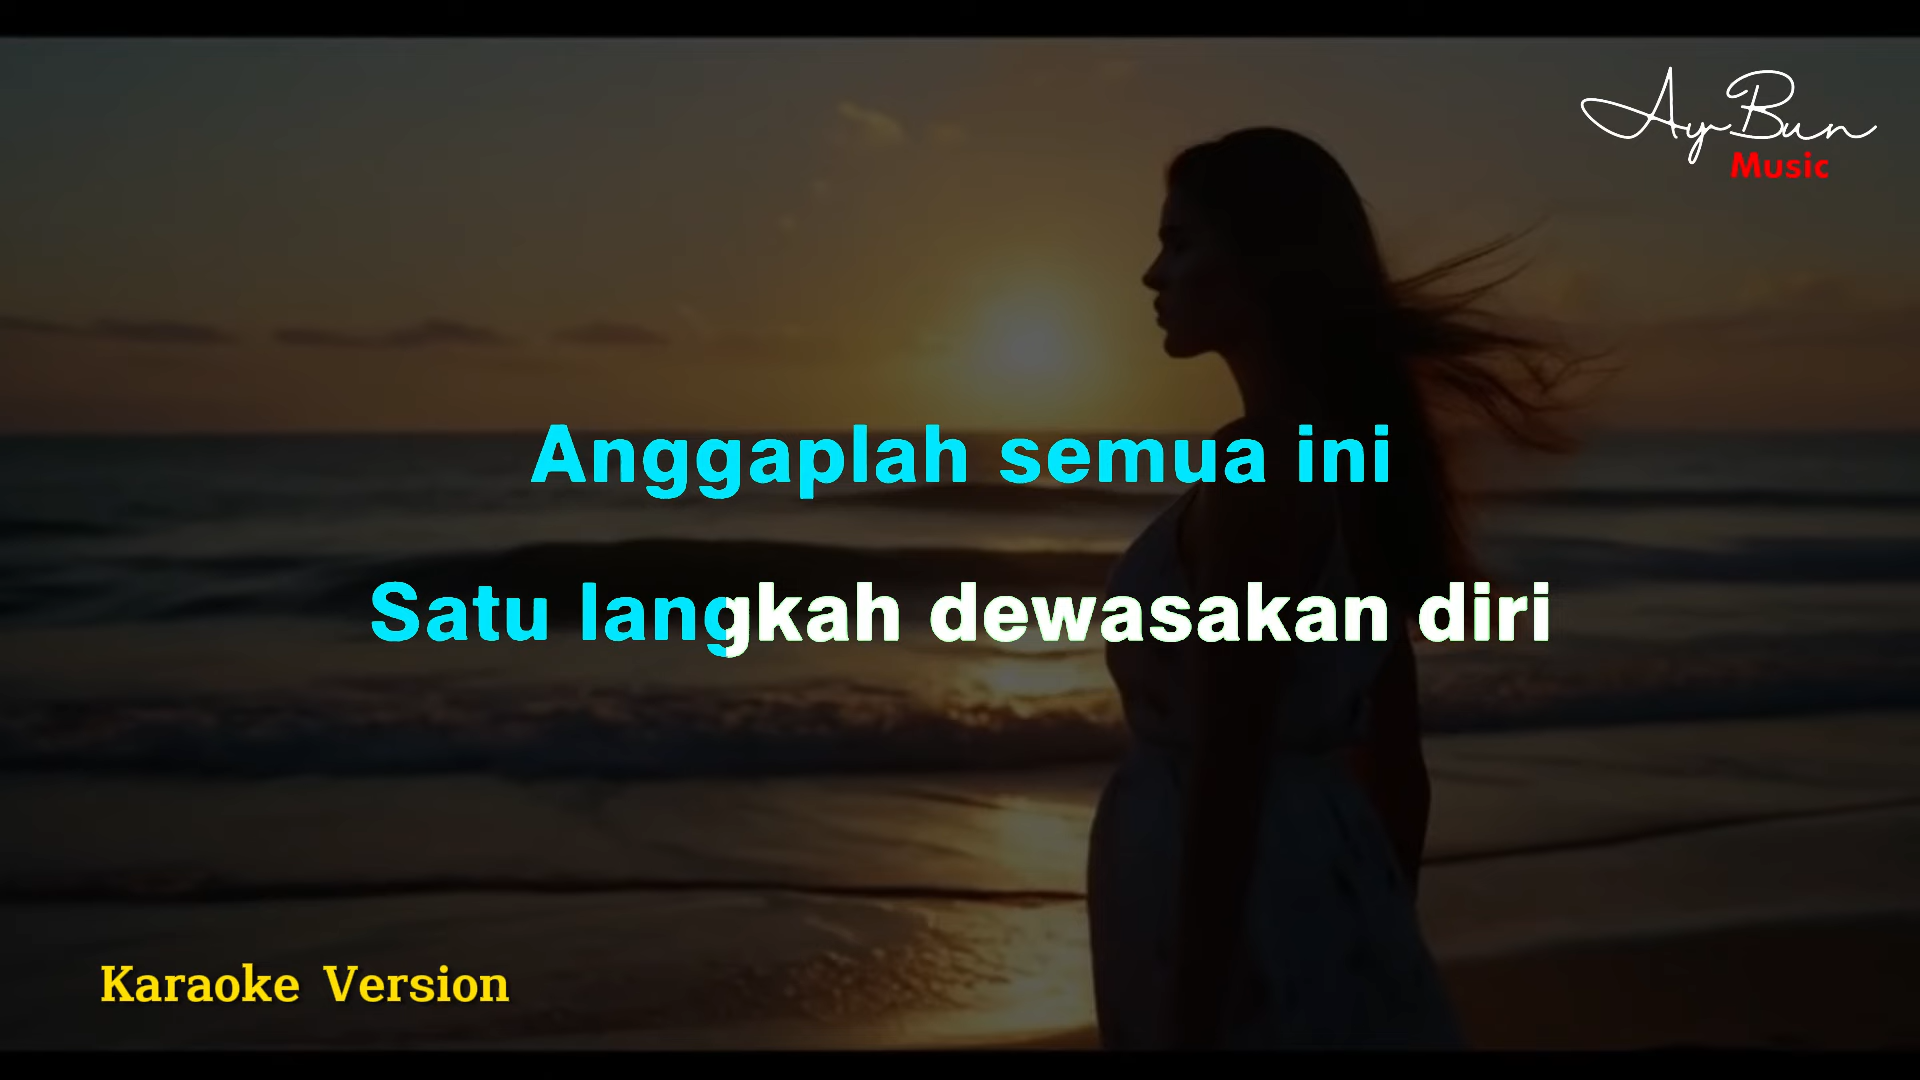 AyBun
Music
Anggaplah semua ini
Satu langkah dewasakan diri
Karaoke Version